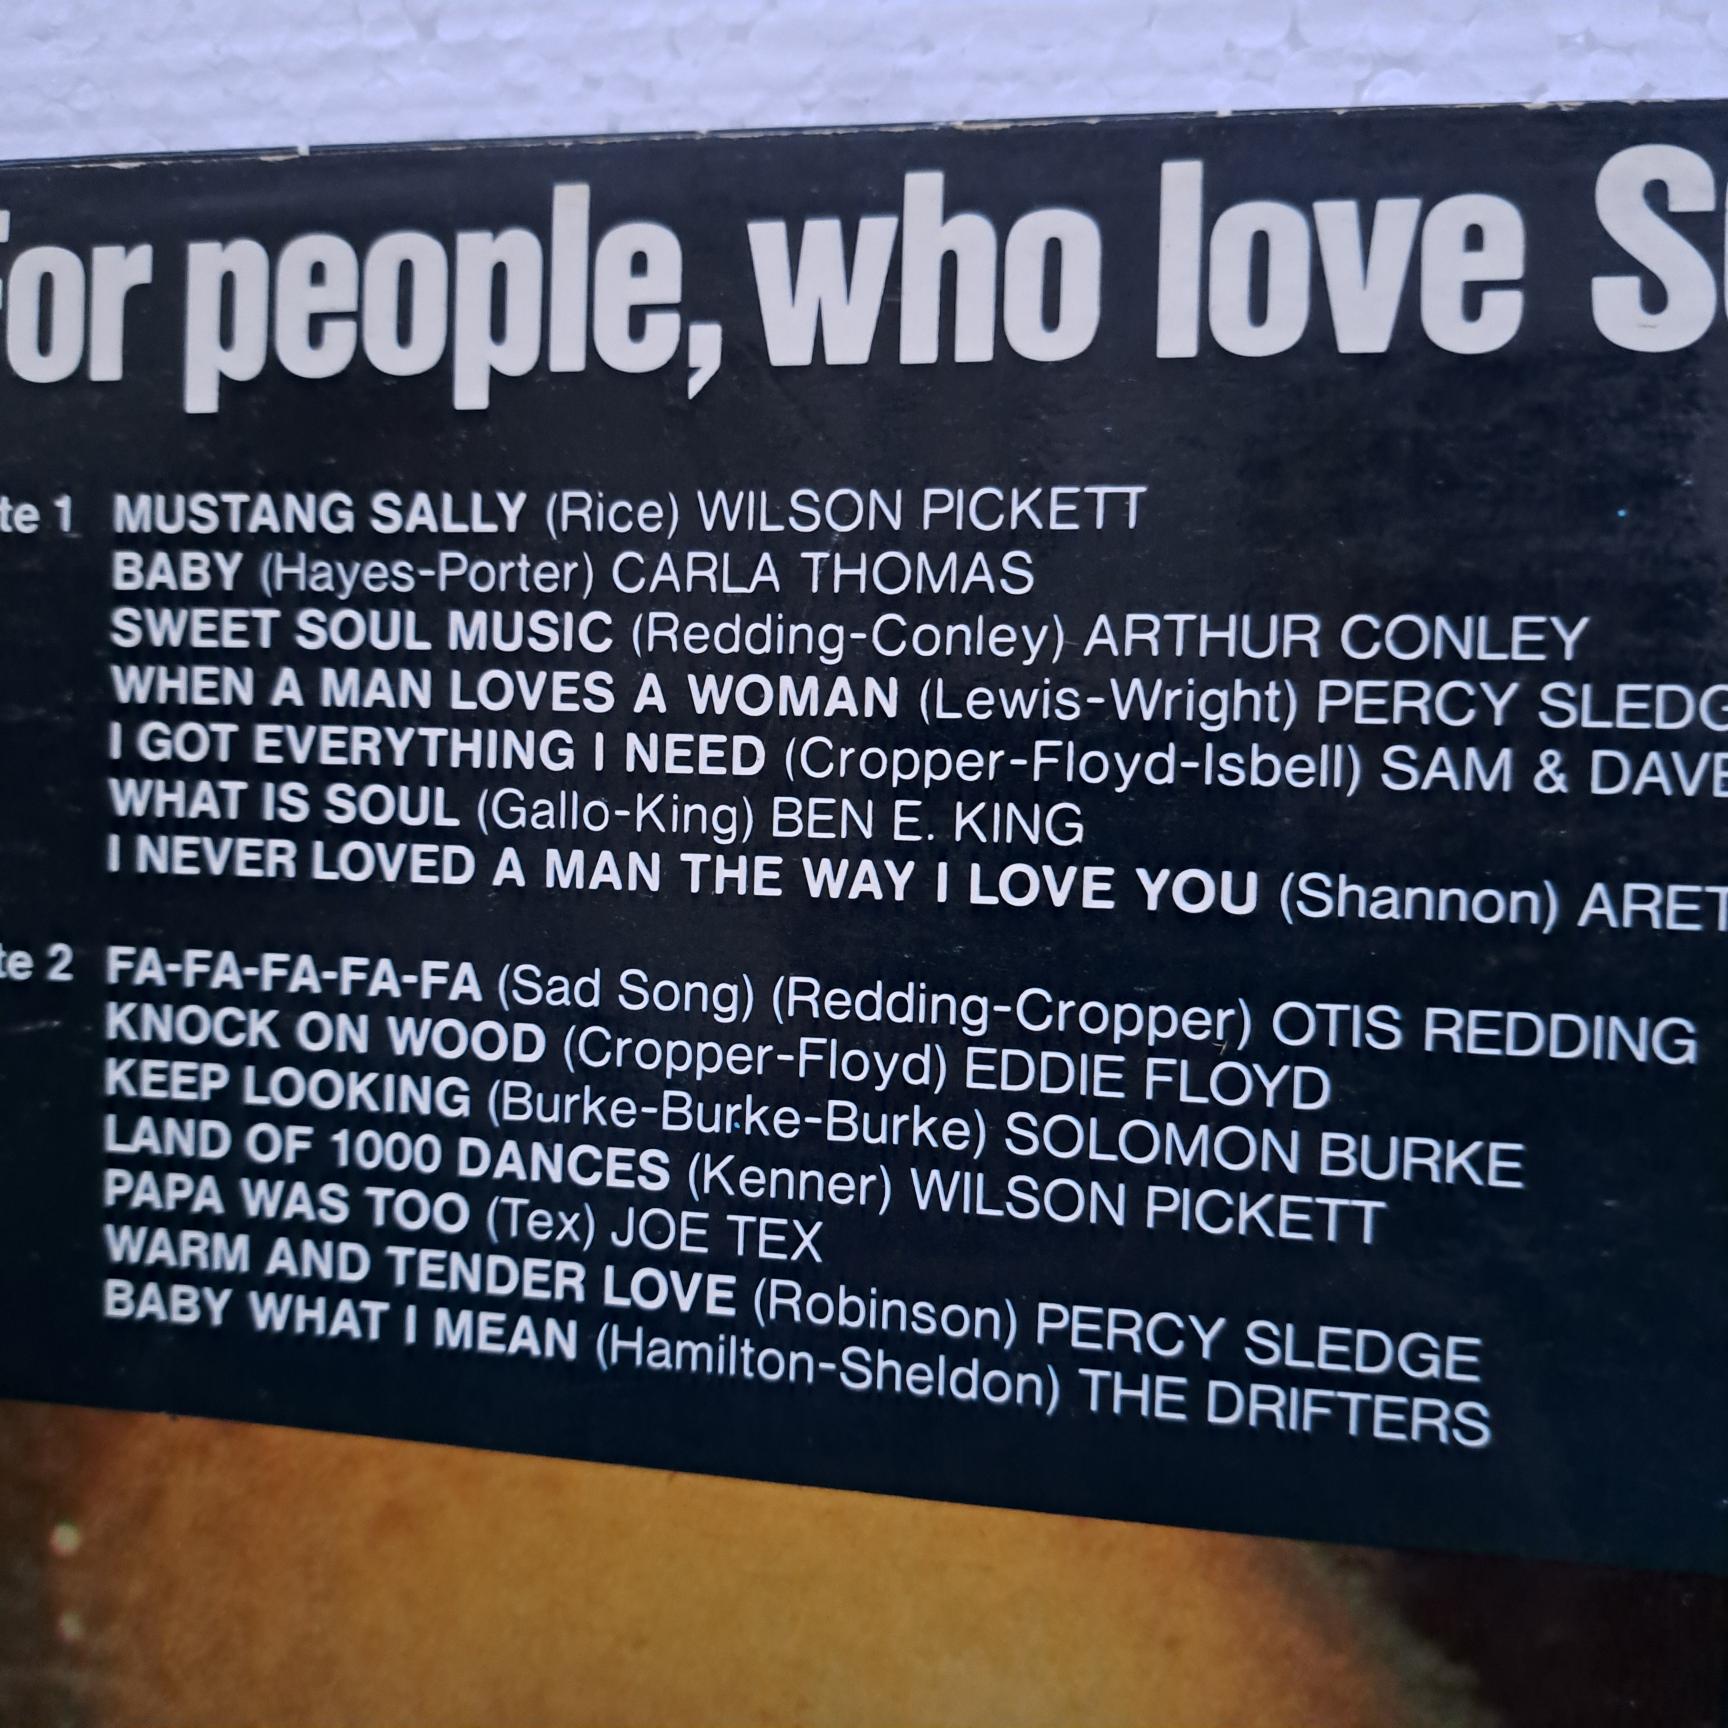 For people, who love S
te 1 MUSTANG SALLY (Rice) WILSON PICKETT
BABY (Hayes-Porter) CARLA THOMAS
SWEET SOUL MUSIC (Redding-Conley) ARTHUR CONLEY
WHEN A MAN LOVES A WOMAN (Lewis-Wright) PERCY SLEDG
I GOT EVERYTHING I NEED (Cropper-Floyd-Isbell) SAM & DAVE
WHAT IS SOUL (Gallo-King) BEN E. KING
I NEVER LOVED A MAN THE WAY I LOVE YOU (Shannon) ARET
te 2 FA-FA-FA-FA-FA (Sad Song) (Redding-Cropper) OTIS REDDING
KNOCK ON WOOD (Cropper-Floyd) EDDIE FLOYD
KEEP LOOKING (Burke-Burke-Burke) SOLOMON BURKE
LAND OF 1000 DANCES (Kenner) WILSON PICKETT
PAPA WAS TOO (Tex) JOE TEX
WARM AND TENDER LOVE (Robinson) PERCY SLEDGE
BABY WHAT I MEAN (Hamilton-Sheldon) THE DRIFTERS